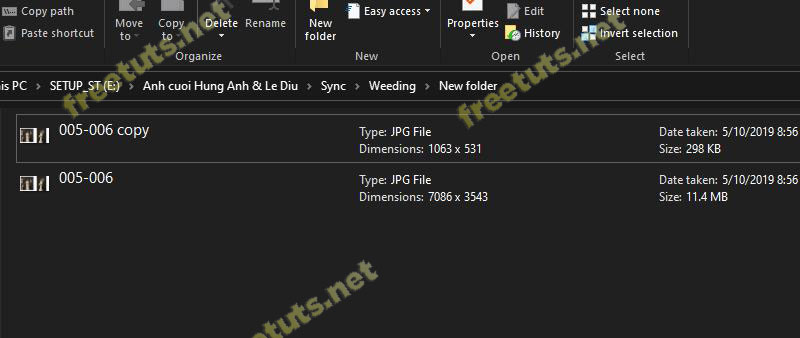 Copy path
Paste shortcut
Move to
Copy to
Delete
Rename
New folder
Easy access
Properties
Edit
History
Select none
Invert selection
Organize
New
Open
Select
is PC > SETUP_ST (E:) > Anh cuoi Hung Anh & Le Diu > Sync > Weeding > New folder
005-006 copy
Type: JPG File
Dimensions: 1063 x 531
Date taken: 5/10/2019 8:56
Size: 298 KB
005-006
Type: JPG File
Dimensions: 7086 x 3543
Date taken: 5/10/2019 8:56
Size: 11.4 MB
freetuts.net
freetuts.net
eetuts.net